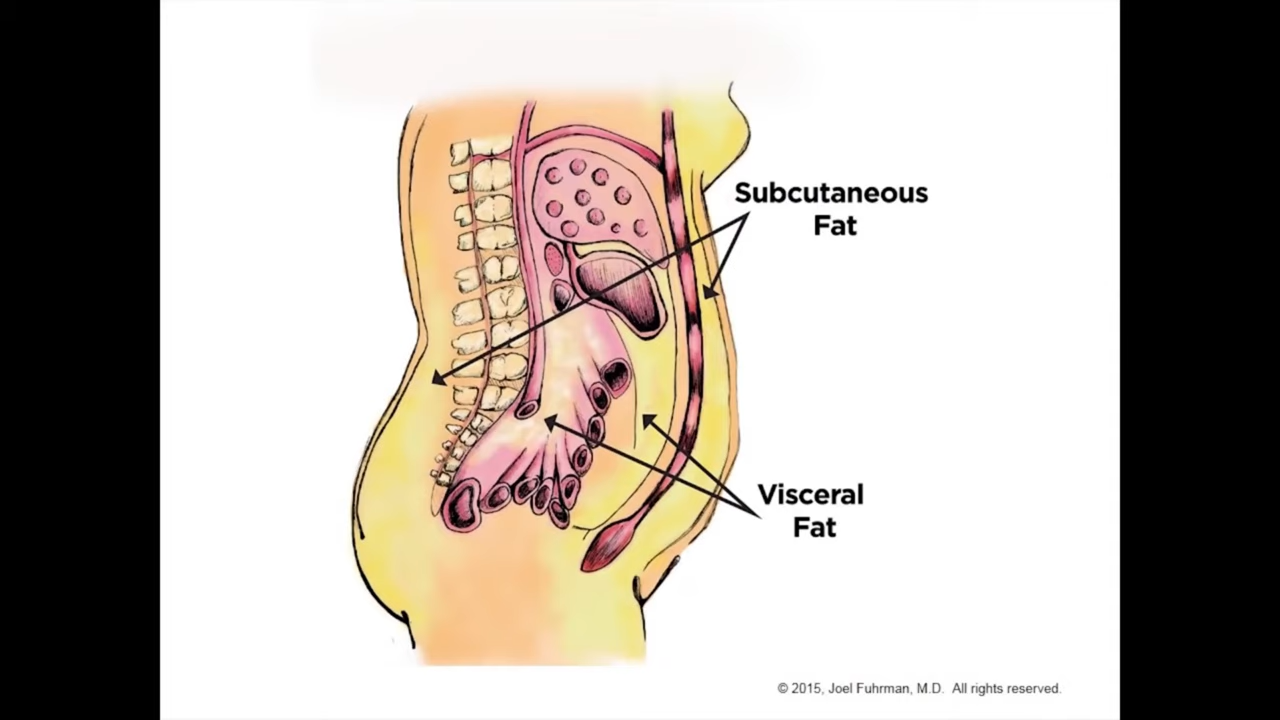 Subcutaneous
Fat
Visceral
Fat
© 2015, Joel Fuhrman, M.D. All rights reserved.